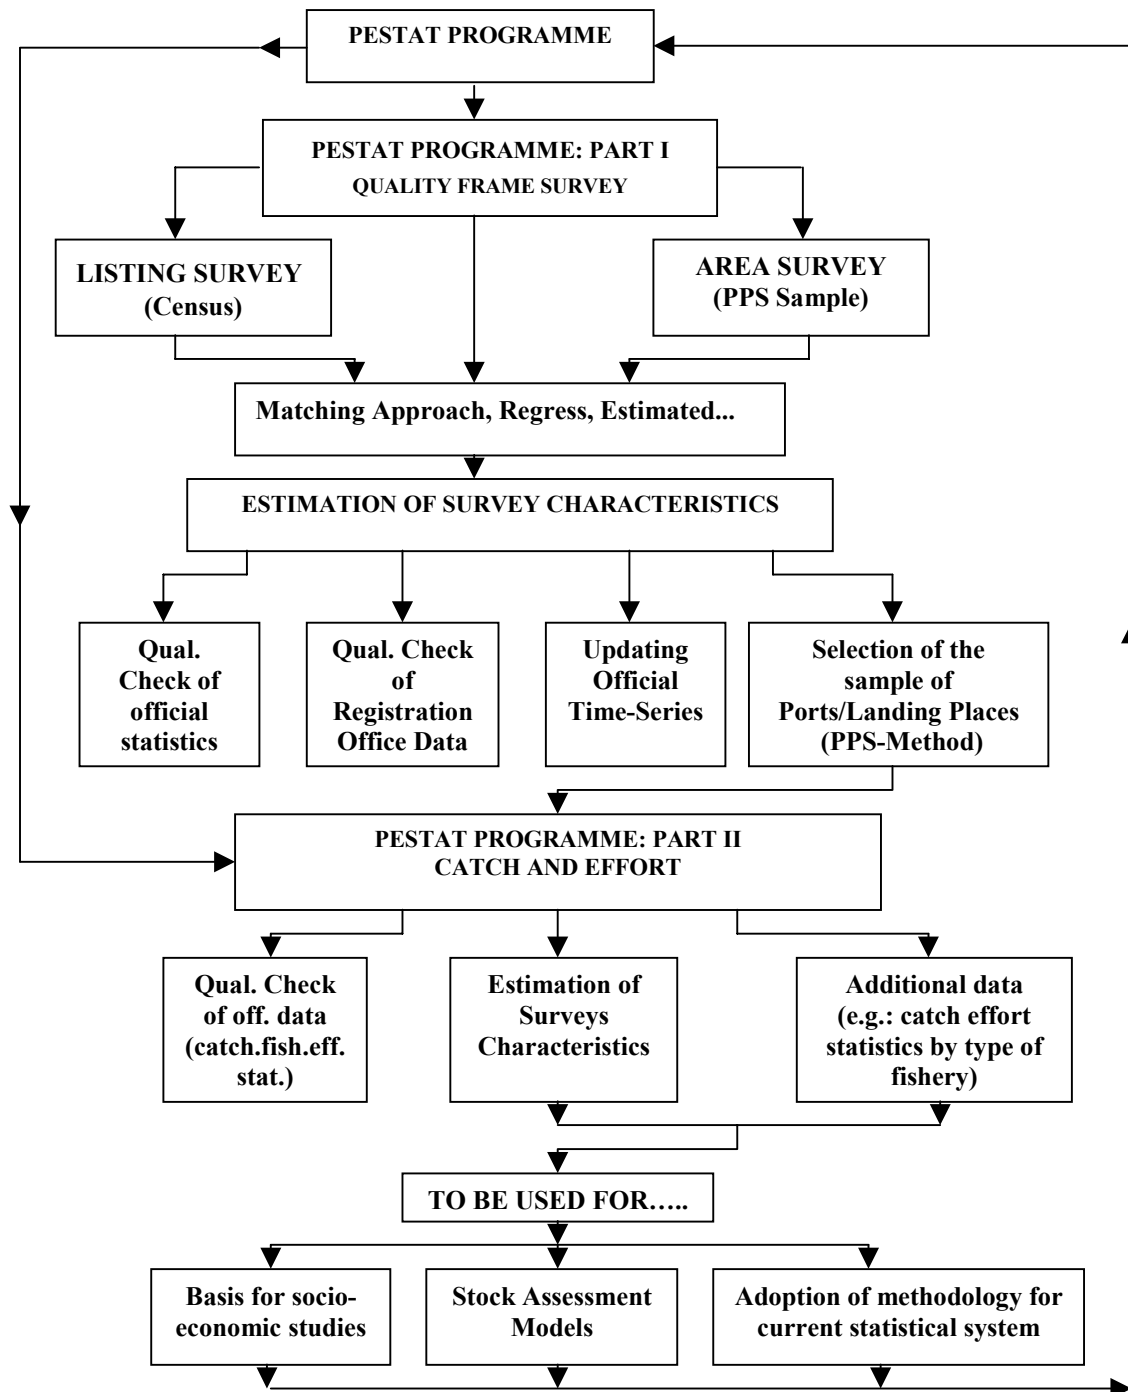 PESTAT PROGRAMME
PESTAT PROGRAMME: PART I
QUALITY FRAME SURVEY
LISTING SURVEY
(Census)
AREA SURVEY
(PPS Sample)
Matching Approach, Regress, Estimated...
ESTIMATION OF SURVEY CHARACTERISTICS
Qual.
Check of
official
statistics
Qual. Check
of
Registration
Office Data
Updating
Official
Time-Series
Selection of the
sample of
Ports/Landing Places
(PPS-Method)
PESTAT PROGRAMME: PART II
CATCH AND EFFORT
Qual. Check
of off. data
(catch.fish.eff.
stat.)
Estimation of
Surveys
Characteristics
Additional data
(e.g.: catch effort
statistics by type of
fishery)
TO BE USED FOR…..
Basis for socio-
economic studies
Stock Assessment
Models
Adoption of methodology for
current statistical system